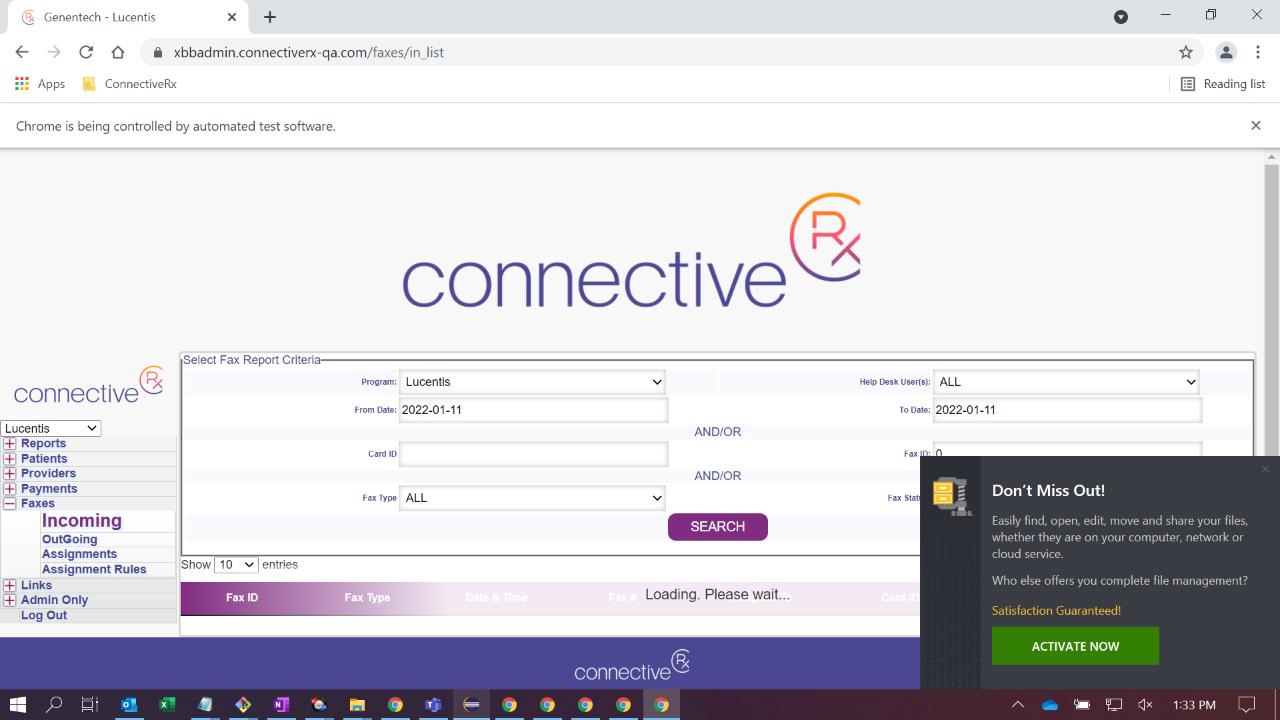 Genentech - Lucentis
xbbadmin.connectiverx-qa.com/faxes/in_list
Apps
ConnectiveRx
Reading list
Chrome is being controlled by automated test software.
connective Rx
connective Rx
Lucentis
Reports
Patients
Providers
Payments
Faxes
Incoming
OutGoing
Assignments
Assignment Rules
Links
Admin Only
Log Out
Select Fax Report Criteria
Program: Lucentis Help Desk User(s): ALL
From Date: 2022-01-11 To Date: 2022-01-11
AND/OR
Card ID Fax ID: 0
AND/OR
Fax Type ALL Fax Statu
SEARCH
Show 10 entries
Fax ID Fax Type Date & Time Fax # Card ID
Loading. Please wait...
connective Rx
Don't Miss Out!
Easily find, open, edit, move and share your files,
whether they are on your computer, network or
cloud service.
Who else offers you complete file management?
Satisfaction Guaranteed!
ACTIVATE NOW
1:33 PM